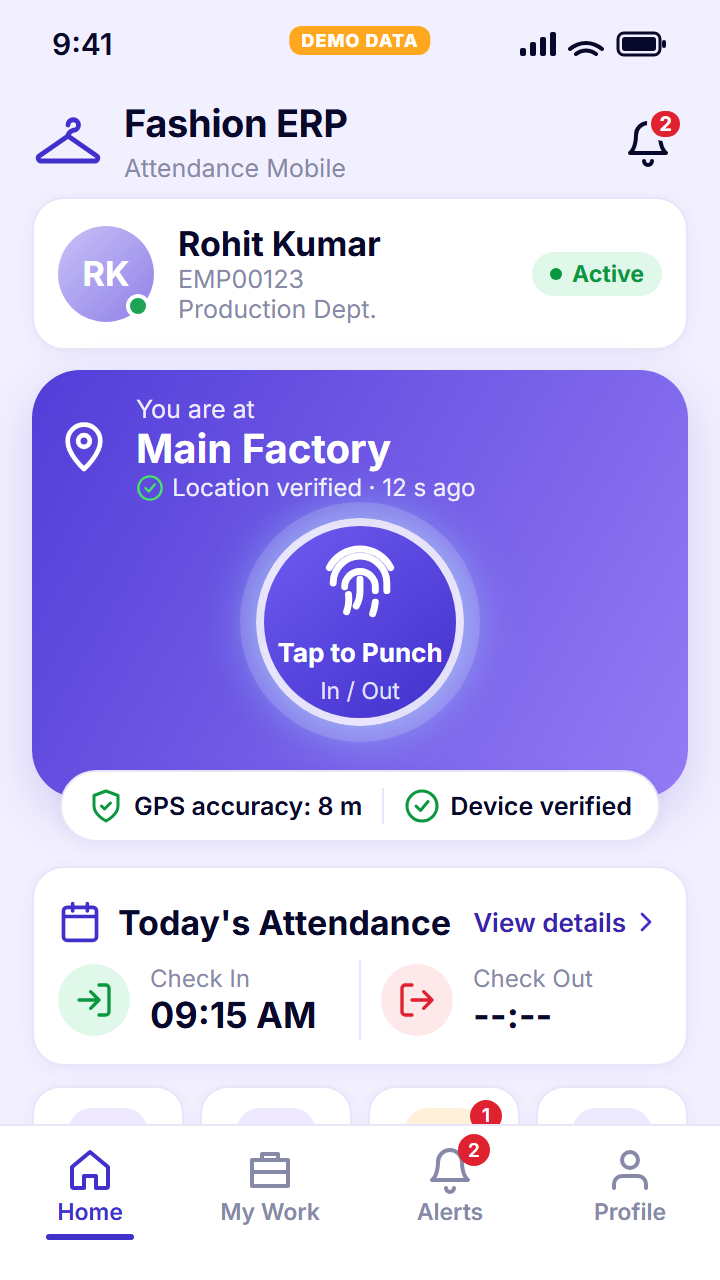 9:41
DEMO DATA
Fashion ERP
Attendance Mobile
2
RK
Rohit Kumar
EMP00123
Production Dept.
Active
You are at
Main Factory
Location verified · 12 s ago
Tap to Punch
In / Out
GPS accuracy: 8 m
Device verified
Today's Attendance
View details
Check In
09:15 AM
Check Out
--:--
1
2
Home
My Work
Alerts
Profile